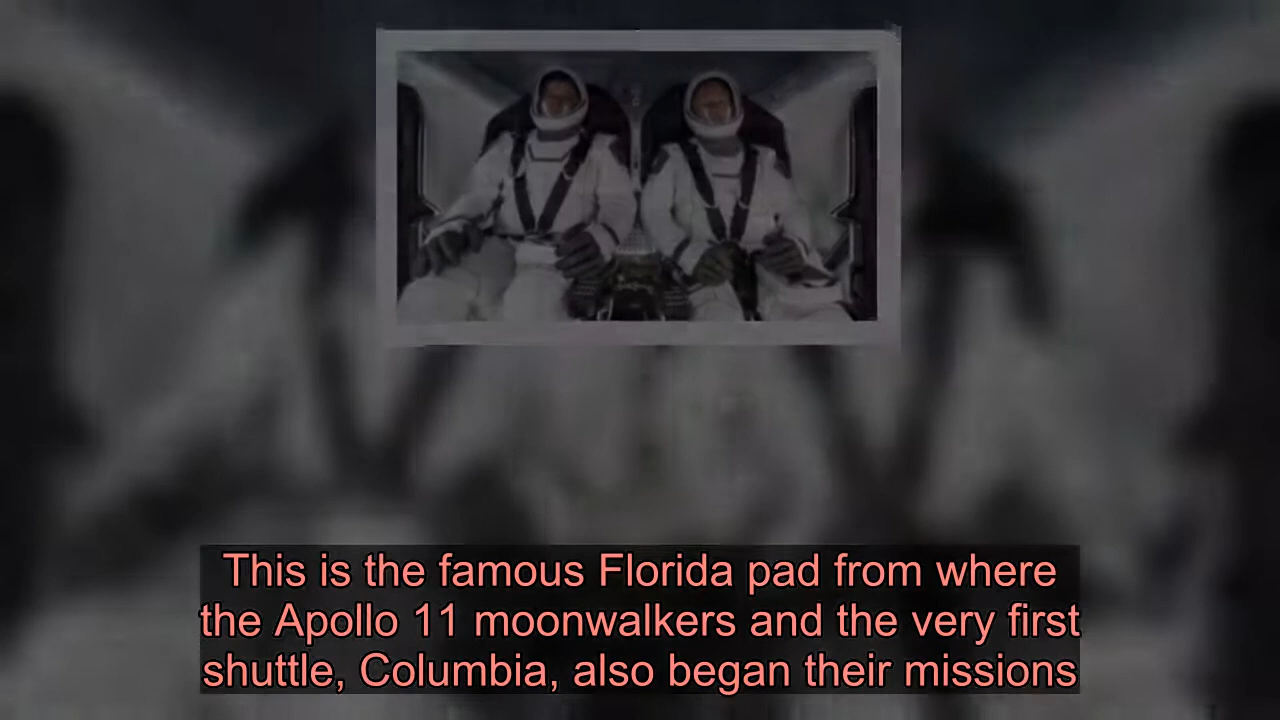 This is the famous Florida pad from where
the Apollo 11 moonwalkers and the very first
shuttle, Columbia, also began their missions